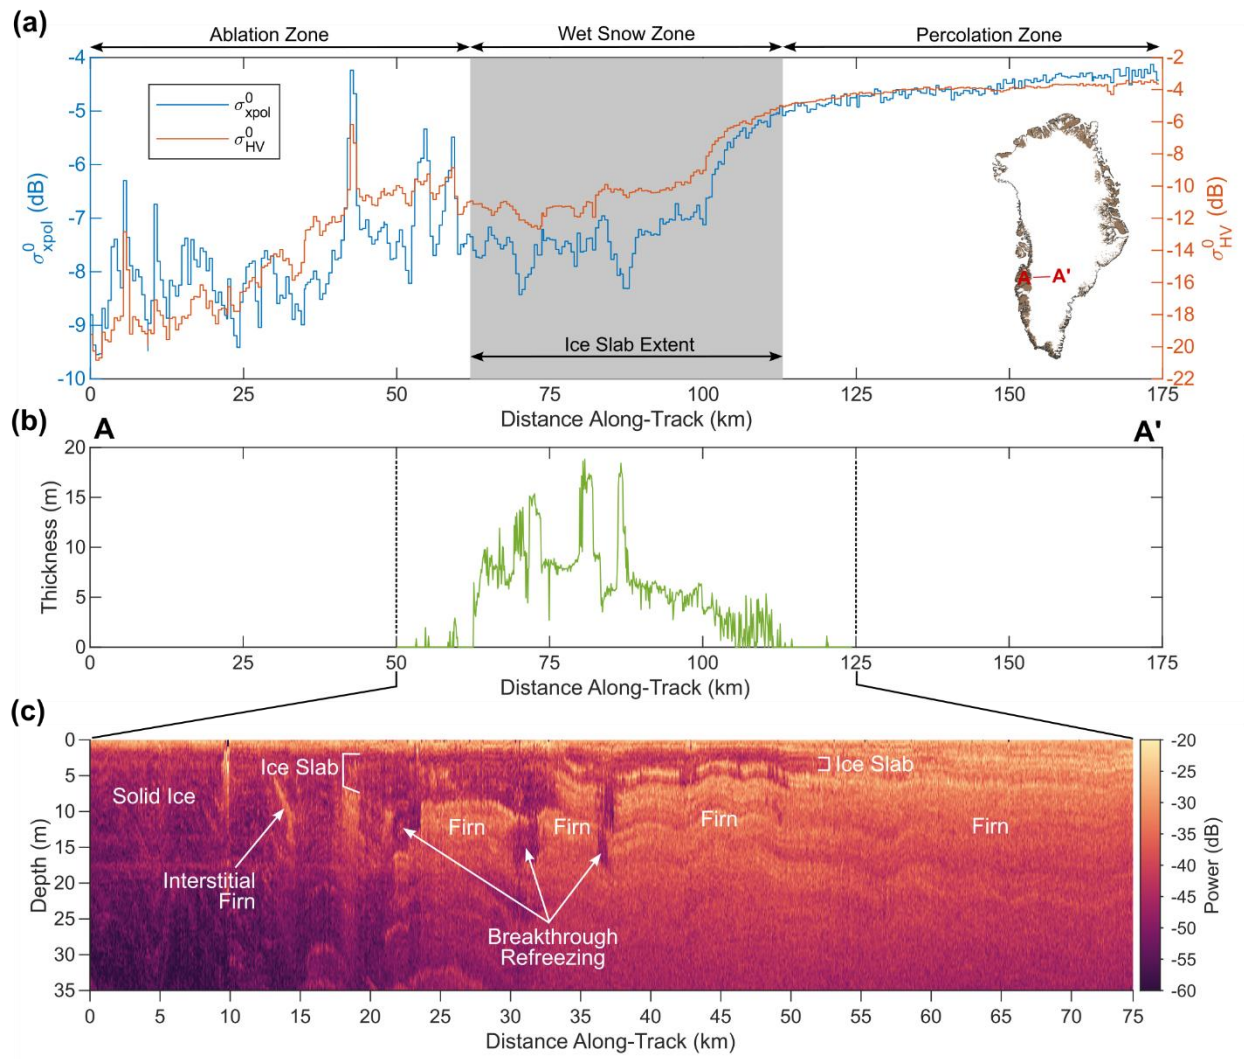 (a)
Ablation Zone
Wet Snow Zone
Percolation Zone
-4
-5
-6
-7
-8
-9
-10
σ⁰xpol (dB)
σ⁰xpol
σ⁰HV
-2
-4
-6
-8
-10
-12
-14
-16
-18
-20
-22
σ⁰HV (dB)
A A'
Ice Slab Extent
0 25 50 75 100 125 150 175
Distance Along-Track (km)
(b)
A A'
20
15
10
5
0
Thickness (m)
0 25 50 75 100 125 150 175
Distance Along-Track (km)
(c)
0
5
10
15
20
25
30
35
Depth (m)
Ice Slab
Ice Slab
Solid Ice
Firn
Firn
Firn
Firn
Interstitial
Firn
Breakthrough
Refreezing
-20
-25
-30
-35
-40
-45
-50
-55
-60
Power (dB)
0 5 10 15 20 25 30 35 40 45 50 55 60 65 70 75
Distance Along-Track (km)